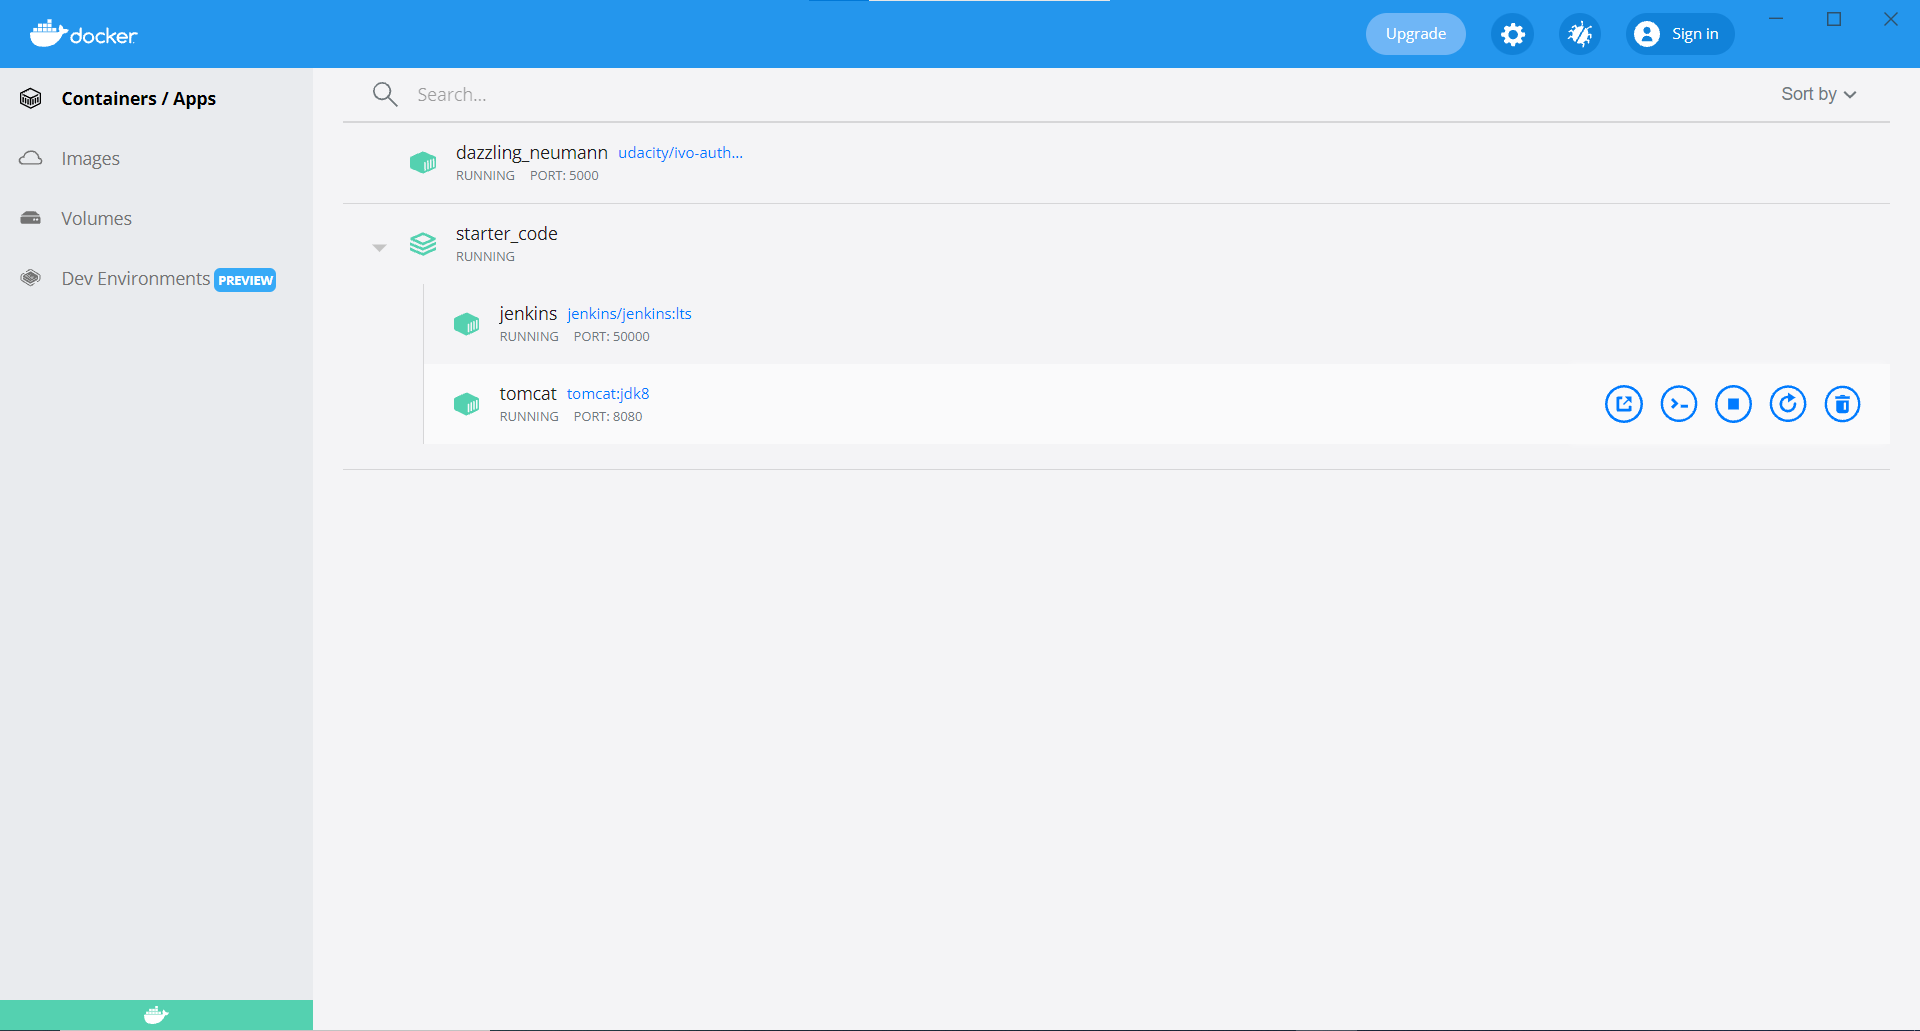 docker
Upgrade
Sign in
Containers / Apps
Images
Volumes
Dev Environments PREVIEW
Search...
Sort by
dazzling_neumann udacity/ivo-auth...
RUNNING PORT: 5000
starter_code
RUNNING
jenkins jenkins/jenkins:lts
RUNNING PORT: 50000
tomcat tomcat:jdk8
RUNNING PORT: 8080